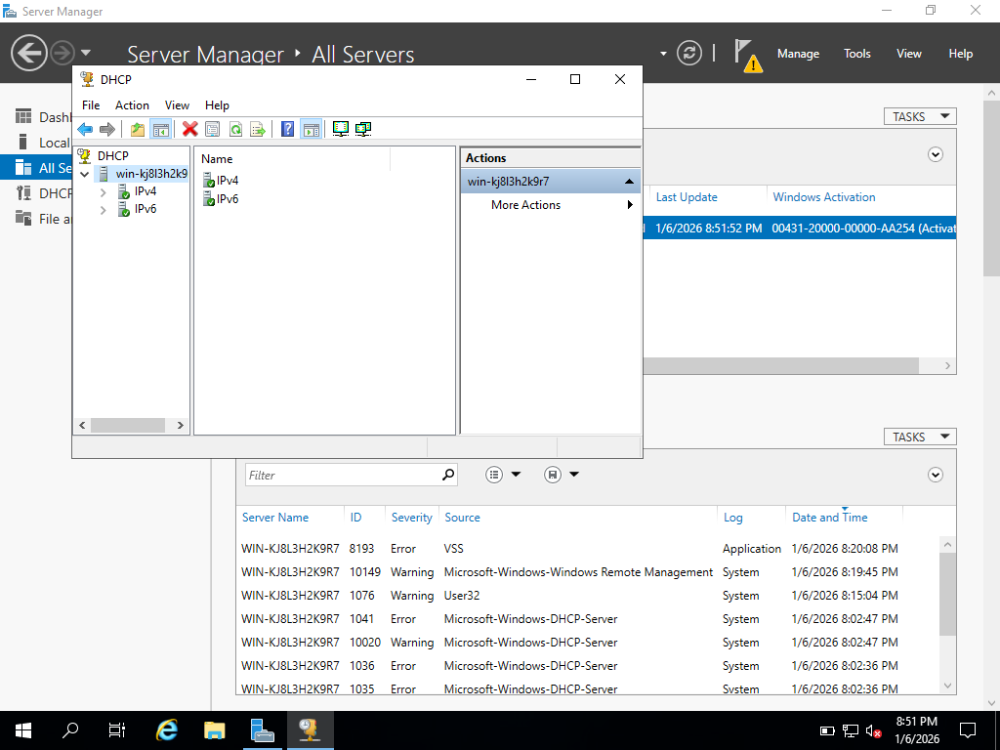 Server Manager
Server Manager • All Servers
Manage Tools View Help
DHCP
File Action View Help
Dashb
Local
All Se
DHCP
File a
DHCP
win-kj8l3h2k9
IPv4
IPv6
Name
IPv4
IPv6
Actions
win-kj8l3h2k9r7
More Actions
TASKS
Last Update Windows Activation
1/6/2026 8:51:52 PM 00431-20000-00000-AA254 (Activat
TASKS
Filter
Server Name ID Severity Source Log Date and Time
WIN-KJ8L3H2K9R7 8193 Error VSS Application 1/6/2026 8:20:08 PM
WIN-KJ8L3H2K9R7 10149 Warning Microsoft-Windows-Windows Remote Management System 1/6/2026 8:19:45 PM
WIN-KJ8L3H2K9R7 1076 Warning User32 System 1/6/2026 8:15:04 PM
WIN-KJ8L3H2K9R7 1041 Error Microsoft-Windows-DHCP-Server System 1/6/2026 8:02:47 PM
WIN-KJ8L3H2K9R7 10020 Warning Microsoft-Windows-DHCP-Server System 1/6/2026 8:02:47 PM
WIN-KJ8L3H2K9R7 1036 Error Microsoft-Windows-DHCP-Server System 1/6/2026 8:02:36 PM
WIN-KJ8L3H2K9R7 1035 Error Microsoft-Windows-DHCP-Server System 1/6/2026 8:02:36 PM
8:51 PM
1/6/2026